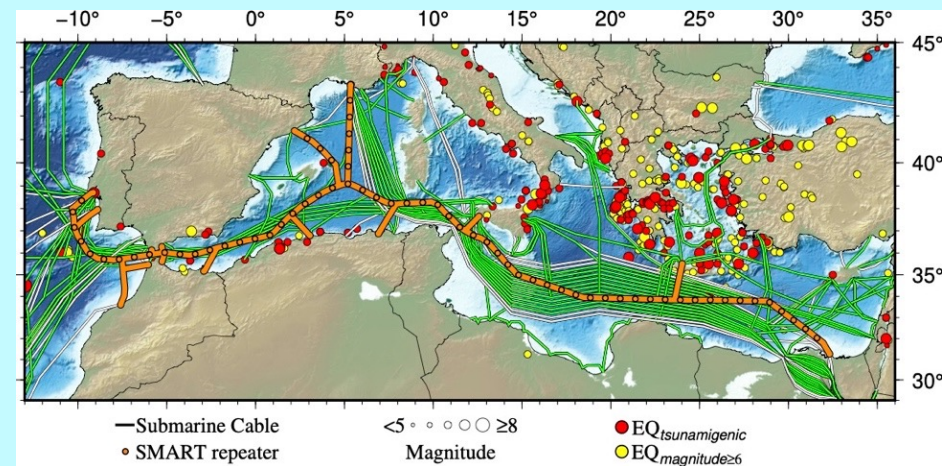 −10° −5° 0° 5° 10° 15° 20° 25° 30° 35°
45°
40°
35°
30°
Submarine Cable
<5 ≥8
EQtsunamigenic
SMART repeater
Magnitude
EQmagnitude≥6